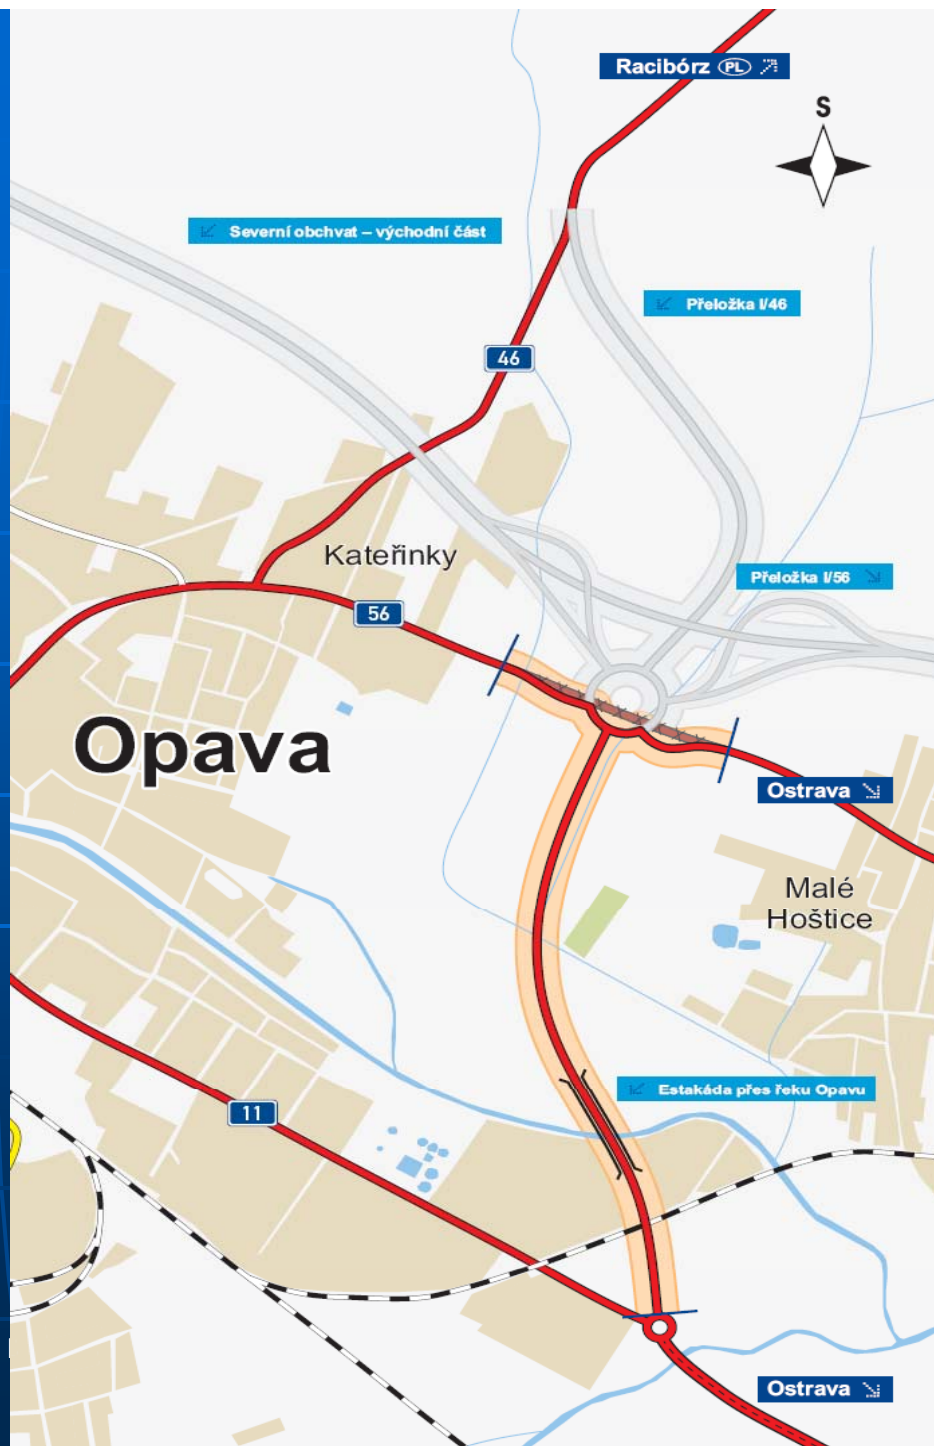 Racibórz PL
S
Severní obchvat – východní část
Přeložka I/46
46
Kateřinky
Přeložka I/56
56
Opava
Ostrava
Malé
Hoštice
Estakáda přes řeku Opavu
11
Ostrava